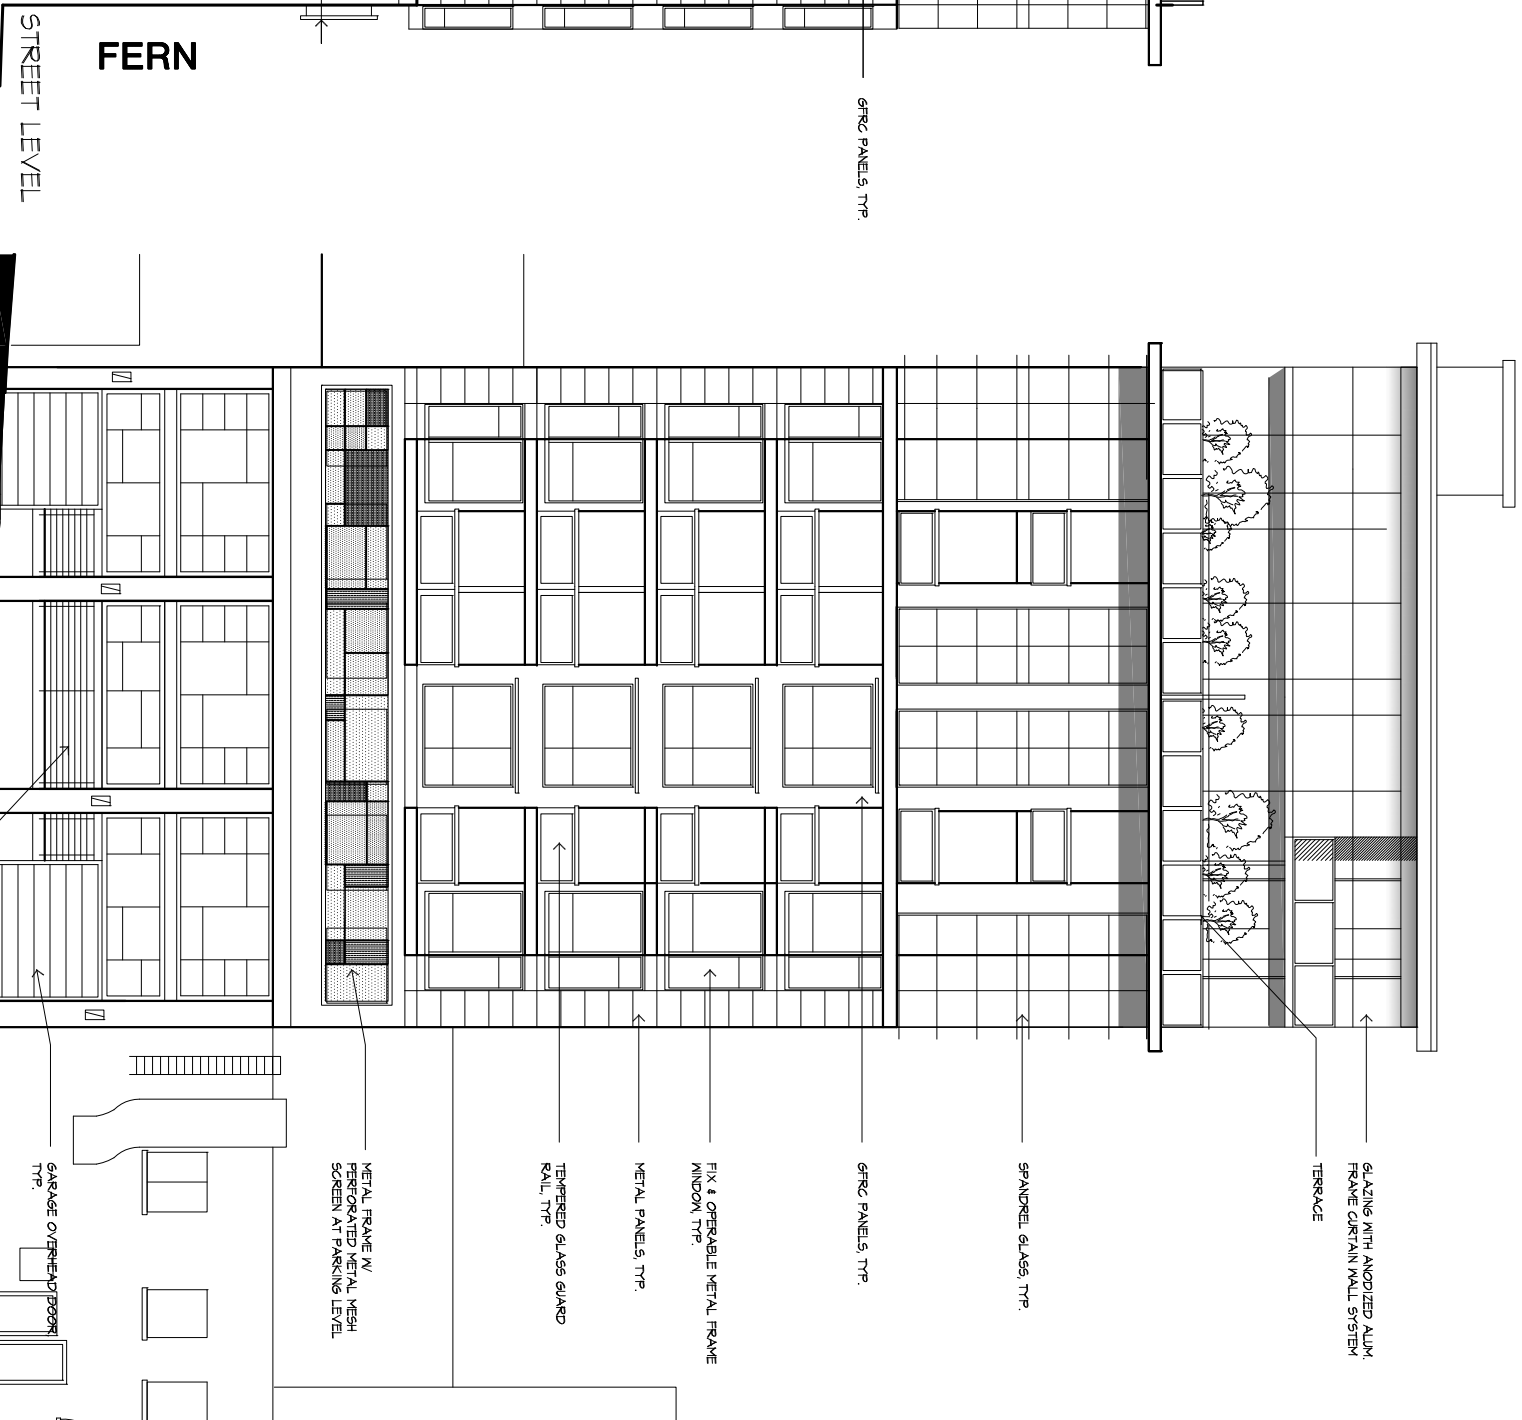 FERN
STREET LEVEL
GFRC PANELS, TYP.
GLAZING WITH ANODIZED ALUM.
FRAME CURTAIN WALL SYSTEM
TERRACE
SPANDREL GLASS, TYP.
GFRC PANELS, TYP.
FIX & OPERABLE METAL FRAME
WINDOW, TYP.
METAL PANELS, TYP.
TEMPERED GLASS GUARD
RAIL, TYP.
METAL FRAME W/
PERFORATED METAL MESH
SCREEN AT PARKING LEVEL
GARAGE OVERHEAD DOOR,
TYP.